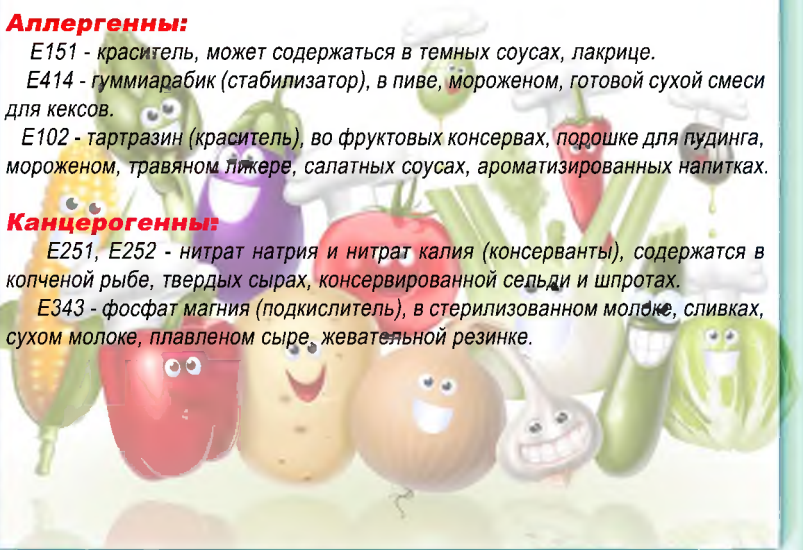 Аллергенны:
Е151 - краситель, может содержаться в темных соусах, лакрице.
Е414 - гуммиарабик (стабилизатор), в пиве, мороженом, готовой сухой смеси
для кексов.
Е102 - тартразин (краситель), во фруктовых консервах, порошке для пудинга,
мороженом, травяном ликере, салатных соусах, ароматизированных напитках.
Канцерогенны:
Е251, Е252 - нитрат натрия и нитрат калия (консерванты), содержатся в
копченой рыбе, твердых сырах, консервированной сельди и шпротах.
Е343 - фосфат магния (подкислитель), в стерилизованном молоке, сливках,
сухом молоке, плавленом сыре, жевательной резинке.